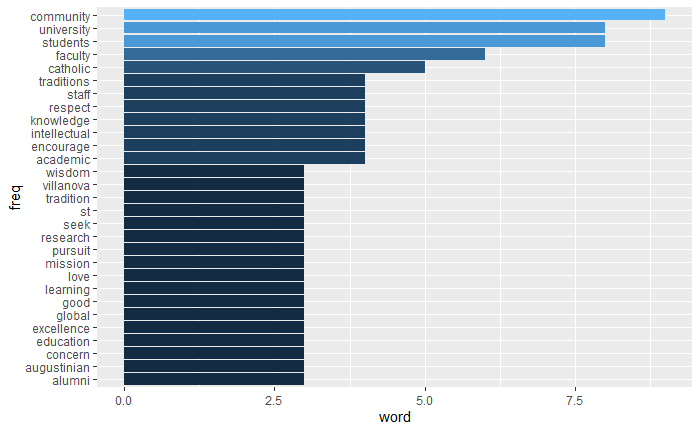 community
university
students
faculty
catholic
traditions
staff
respect
knowledge
intellectual
encourage
academic
wisdom
villanova
tradition
st
seek
research
pursuit
mission
love
learning
good
global
excellence
education
concern
augustinian
alumni
freq
0.0 2.5 5.0 7.5
word